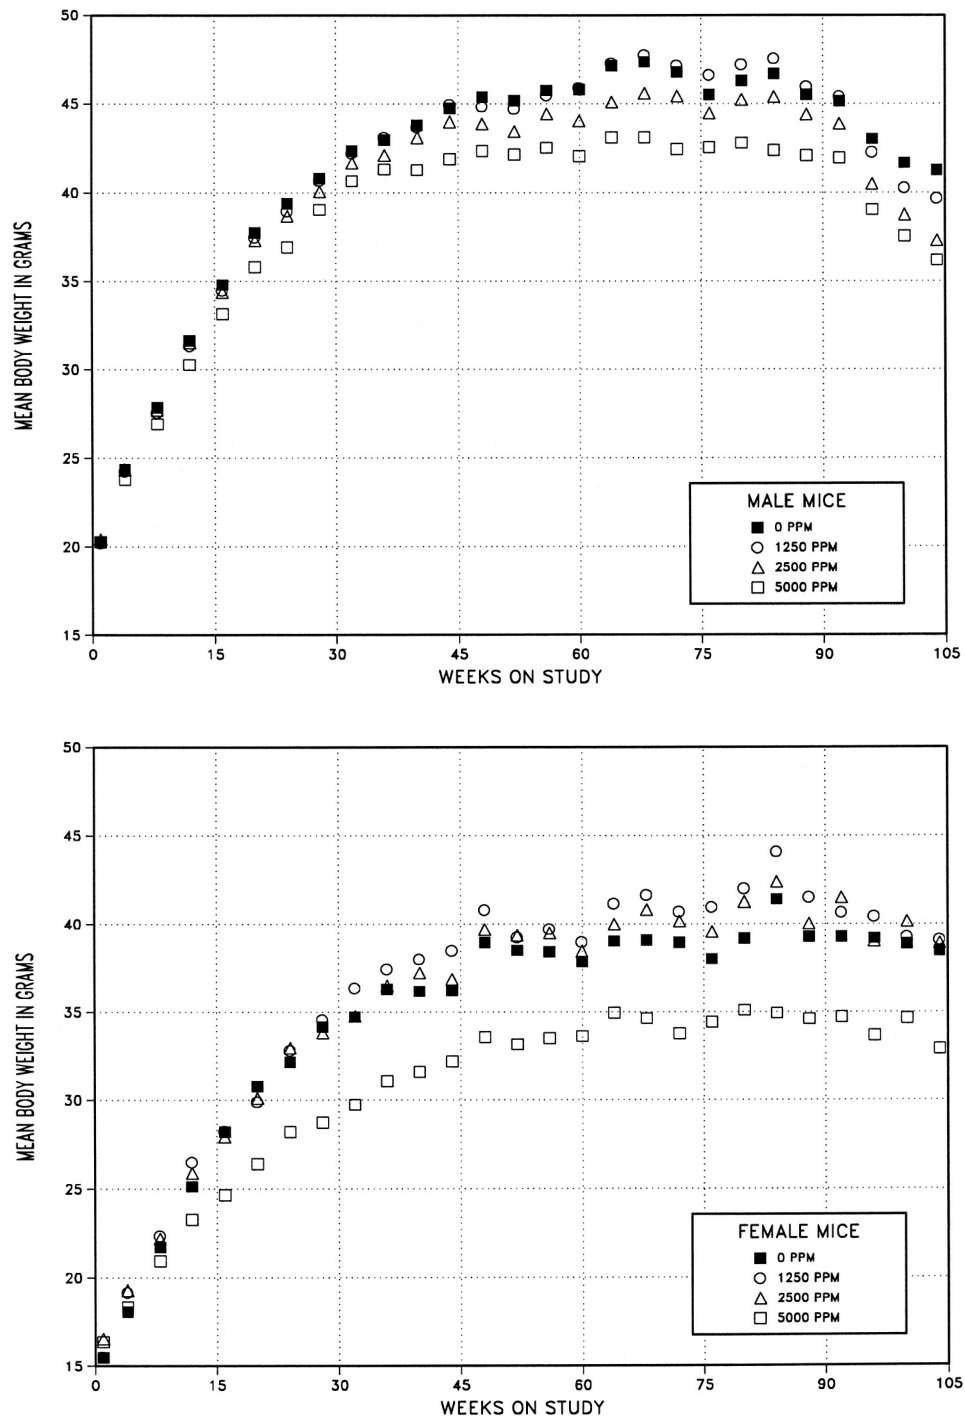 50
45
40
35
30
25
20
15
MEAN BODY WEIGHT IN GRAMS
MALE MICE
0 PPM
1250 PPM
2500 PPM
5000 PPM
0 15 30 45 60 75 90 105
WEEKS ON STUDY
50
45
40
35
30
25
20
15
MEAN BODY WEIGHT IN GRAMS
FEMALE MICE
0 PPM
1250 PPM
2500 PPM
5000 PPM
0 15 30 45 60 75 90 105
WEEKS ON STUDY